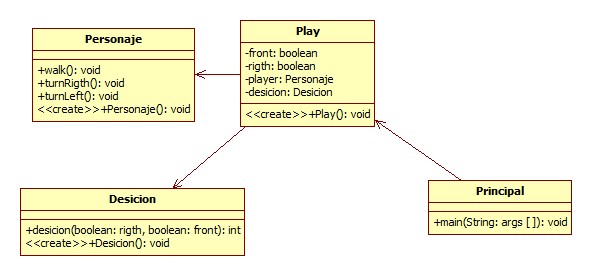 Personaje
+walk(): void
+turnRigth(): void
+turnLeft(): void
<<create>>+Personaje(): void
Play
-front: boolean
-rigth: boolean
-player: Personaje
-desicion: Desicion
<<create>>+Play(): void
Desicion
+desicion(boolean: rigth, boolean: front): int
<<create>>+Desicion(): void
Principal
+main(String: args [ ]): void